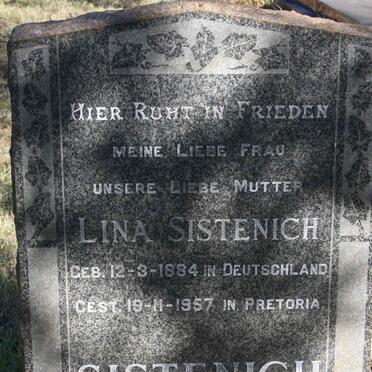 HIER RUHT IN FRIEDEN
MEINE LIEBE FRAU
UNSERE LIEBE MUTTER
LINA SISTENICH
GEB. 12-3-1884 IN DEUTSCHLAND
GEST. 19-11-1957 IN PRETORIA
SISTENICH